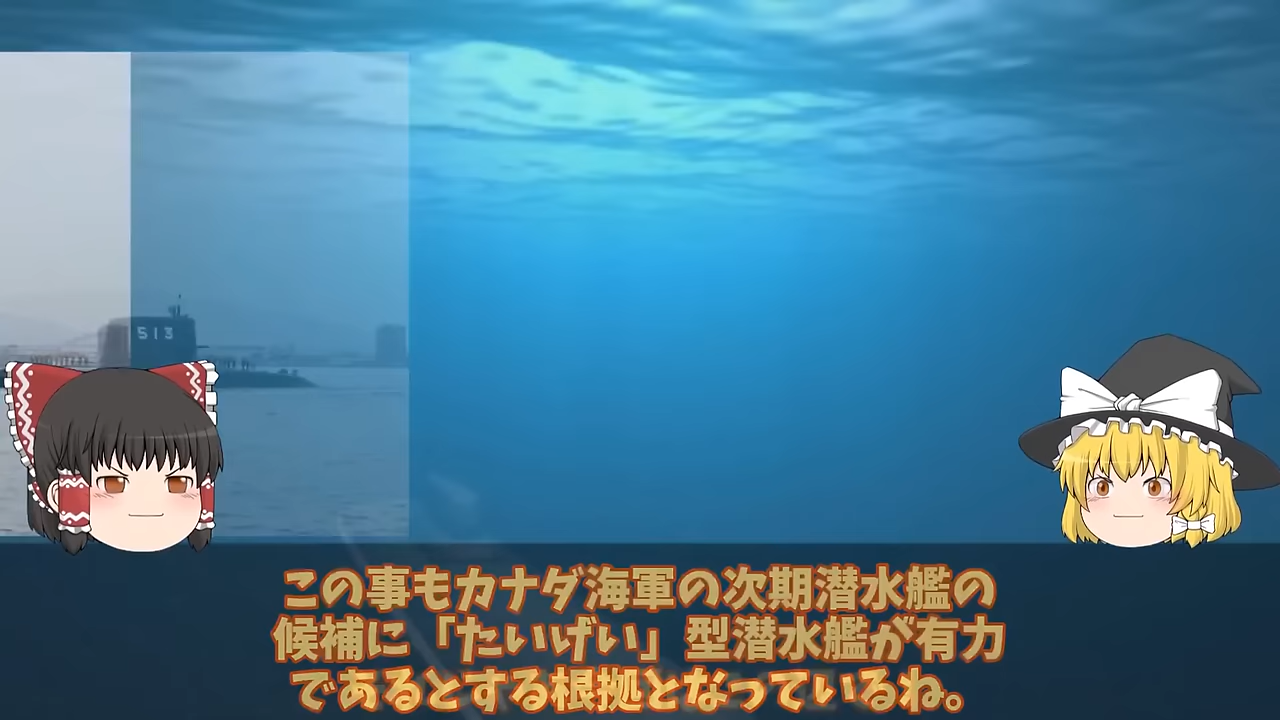 513
この事もカナダ海軍の次期潜水艦の
候補に「たいげい」型潜水艦が有力
であるとする根拠となっているね。